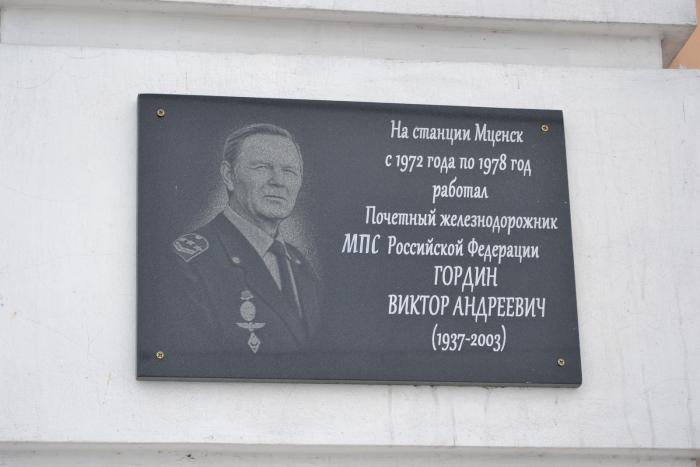 На станции Мценск
с 1972 года по 1978 год
работал
Почетный железнодорожник
МПС Российской Федерации
ГОРДИН
ВИКТОР АНДРЕЕВИЧ
(1937-2003)